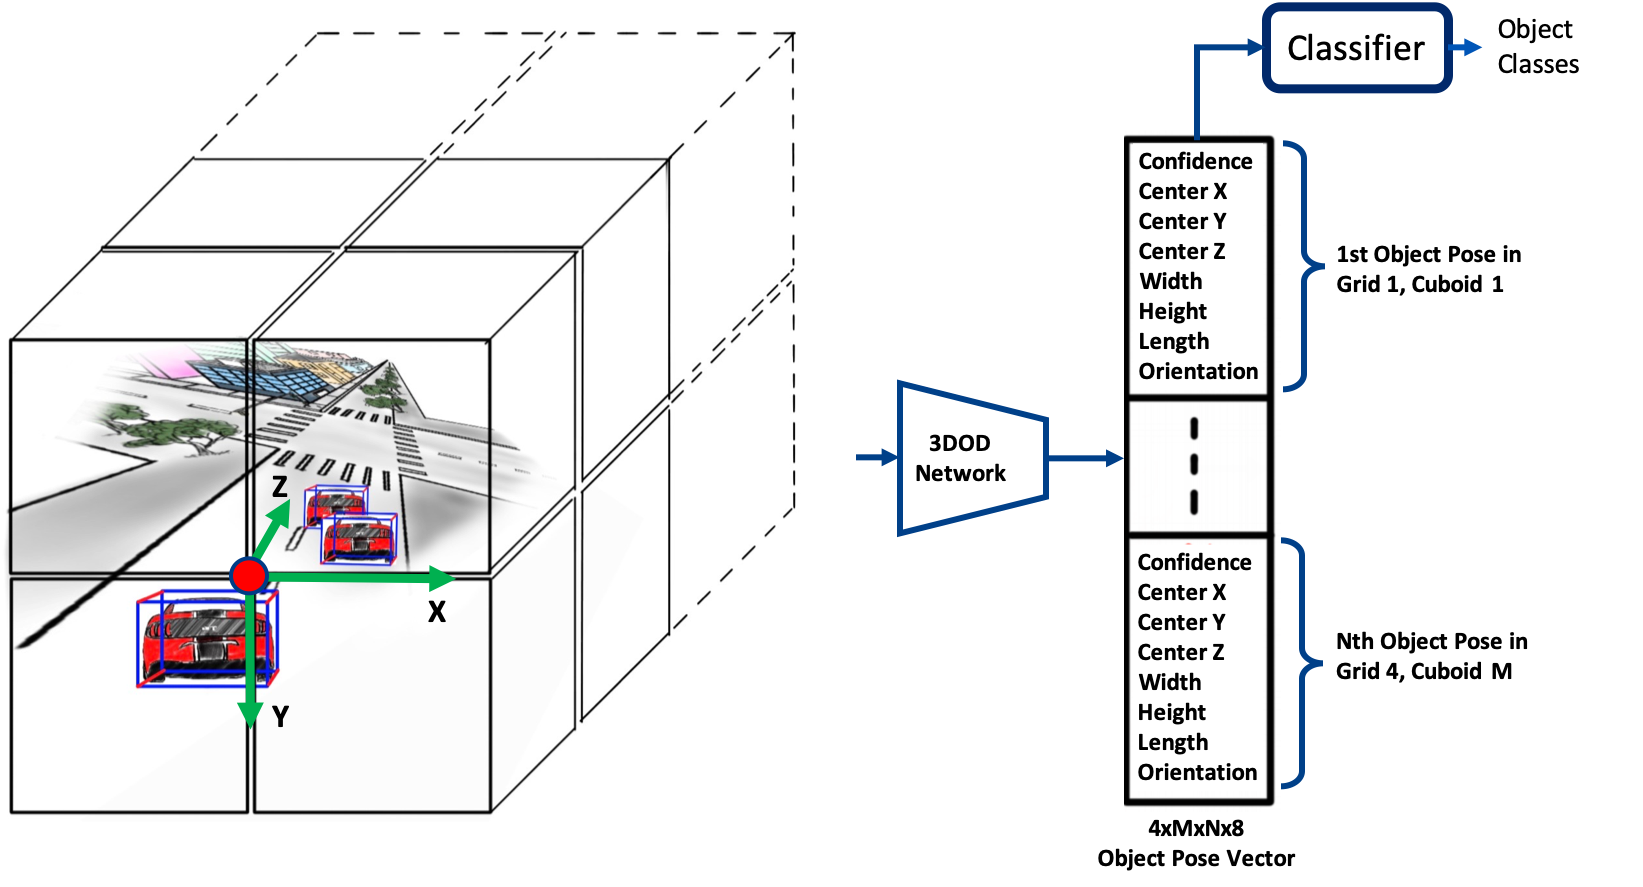 Z
X
Y
3DOD
Network
Classifier
Object
Classes
Confidence
Center X
Center Y
Center Z
Width
Height
Length
Orientation
1st Object Pose in
Grid 1, Cuboid 1
Confidence
Center X
Center Y
Center Z
Width
Height
Length
Orientation
Nth Object Pose in
Grid 4, Cuboid M
4xMxNx8
Object Pose Vector